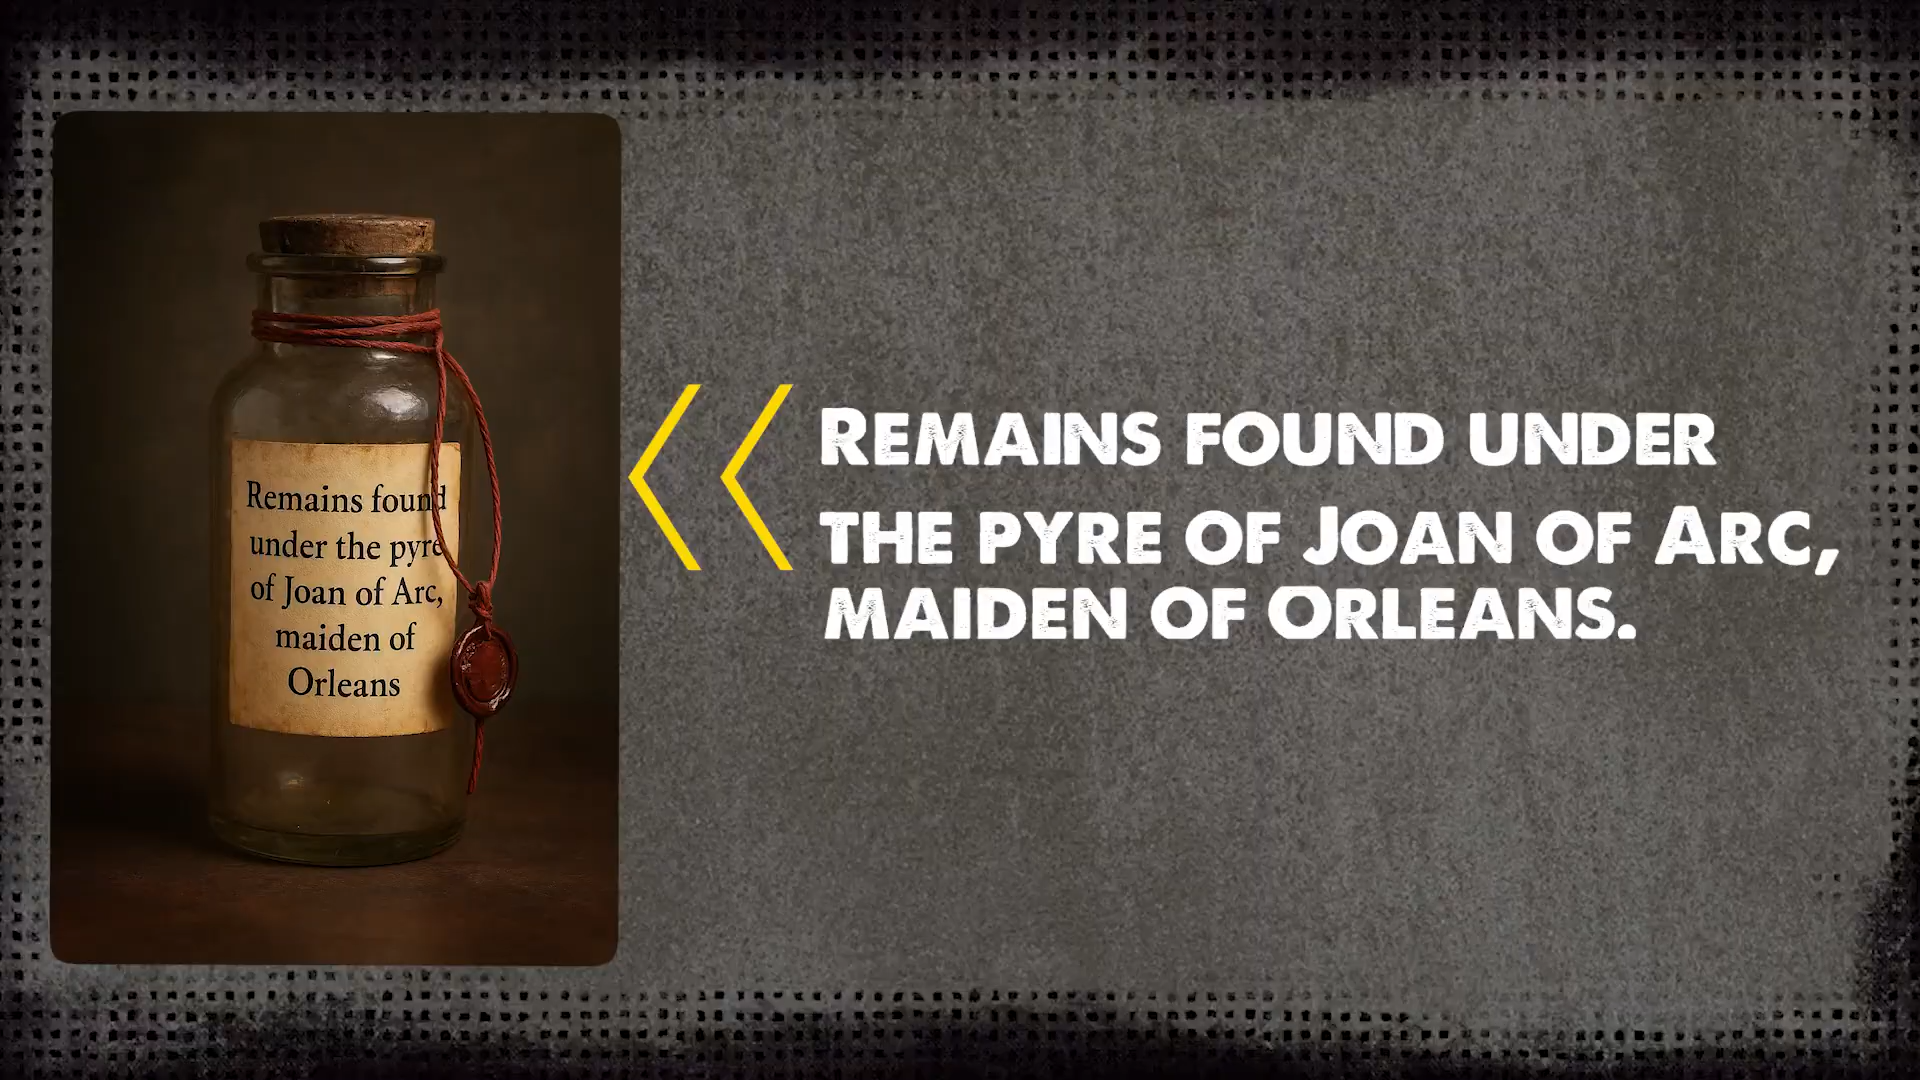 Remains found
under the pyre
of Joan of Arc,
maiden of
Orleans
REMAINS FOUND UNDER
THE PYRE OF JOAN OF ARC,
MAIDEN OF ORLEANS.